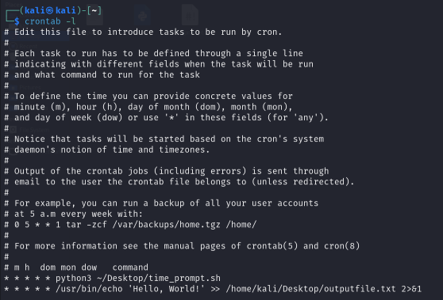 ┌──(kali㉿kali)-[~]
└─$ crontab -l
# Edit this file to introduce tasks to be run by cron.
#
# Each task to run has to be defined through a single line
# indicating with different fields when the task will be run
# and what command to run for the task
#
# To define the time you can provide concrete values for
# minute (m), hour (h), day of month (dom), month (mon),
# and day of week (dow) or use '*' in these fields (for 'any').
#
# Notice that tasks will be started based on the cron's system
# daemon's notion of time and timezones.
#
# Output of the crontab jobs (including errors) is sent through
# email to the user the crontab file belongs to (unless redirected).
#
# For example, you can run a backup of all your user accounts
# at 5 a.m every week with:
# 0 5 * * 1 tar -zcf /var/backups/home.tgz /home/
#
# For more information see the manual pages of crontab(5) and cron(8)
#
# m h  dom mon dow   command
* * * * * python3 ~/Desktop/time_prompt.sh
* * * * * /usr/bin/echo 'Hello, World!' >> /home/kali/Desktop/outputfile.txt 2>&1